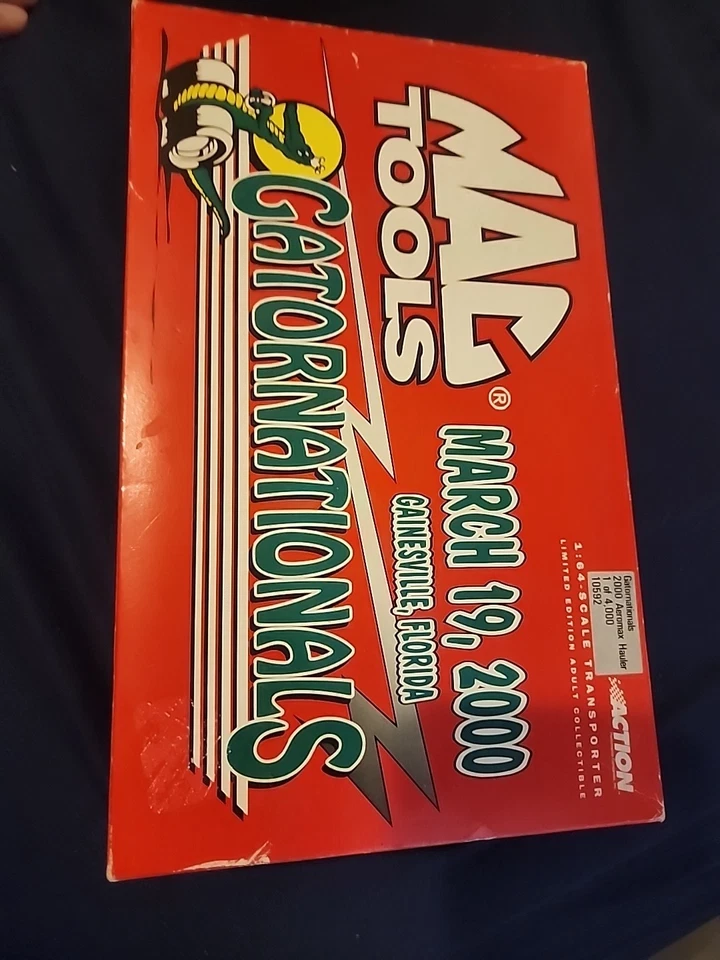 MAC®
TOOLS
MARCH 19, 2000
GAINESVILLE, FLORIDA
GATORNATIONALS
Gatornationals
2000 Aeromax Hauler
1 of 4,000
10592
ACTION
1:64-SCALE TRANSPORTER
LIMITED EDITION ADULT COLLECTIBLE